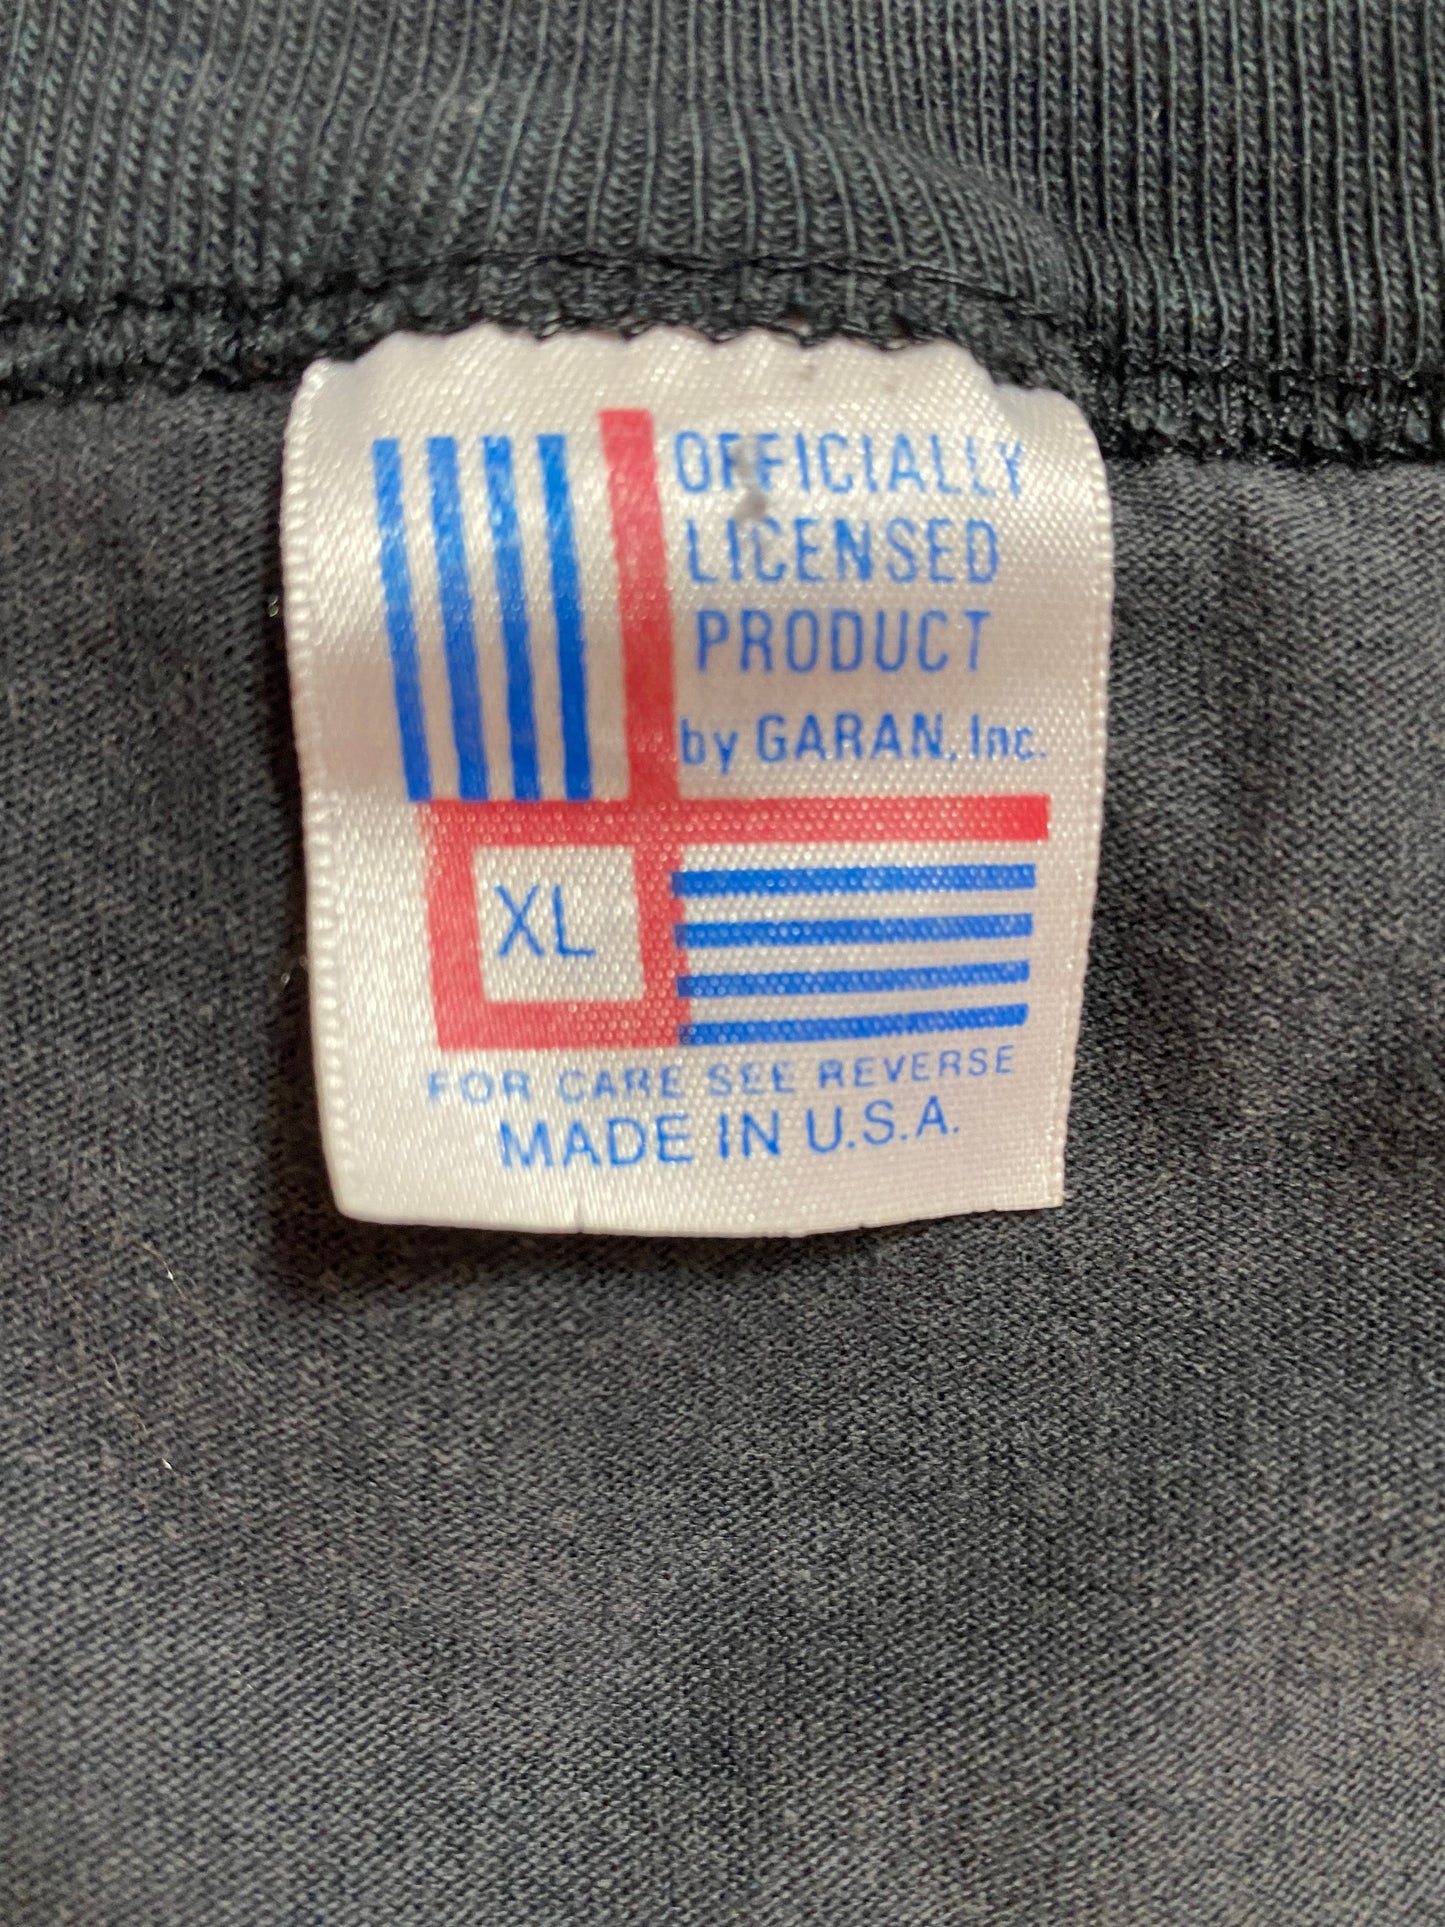 OFFICIALLY
LICENSED
PRODUCT
by GARAN, Inc.
XL
FOR CARE SEE REVERSE
MADE IN U.S.A.